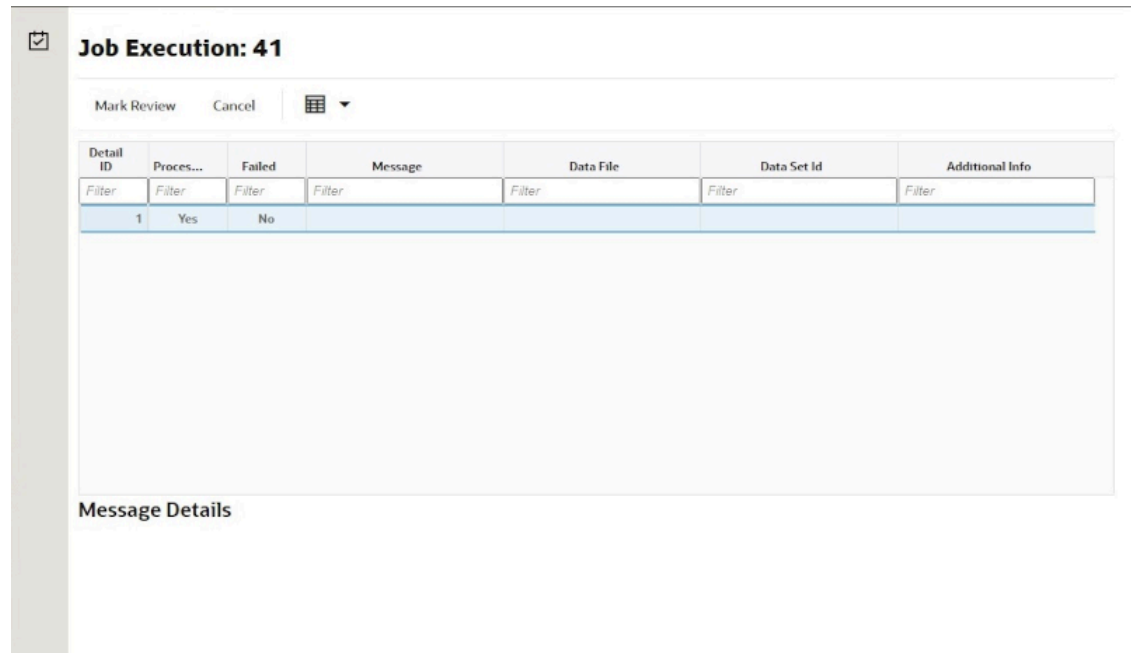 Job Execution: 41
Mark Review Cancel
Detail ID Proces... Failed Message Data File Data Set Id Additional Info
Filter Filter Filter Filter Filter Filter Filter
1 Yes No
Message Details